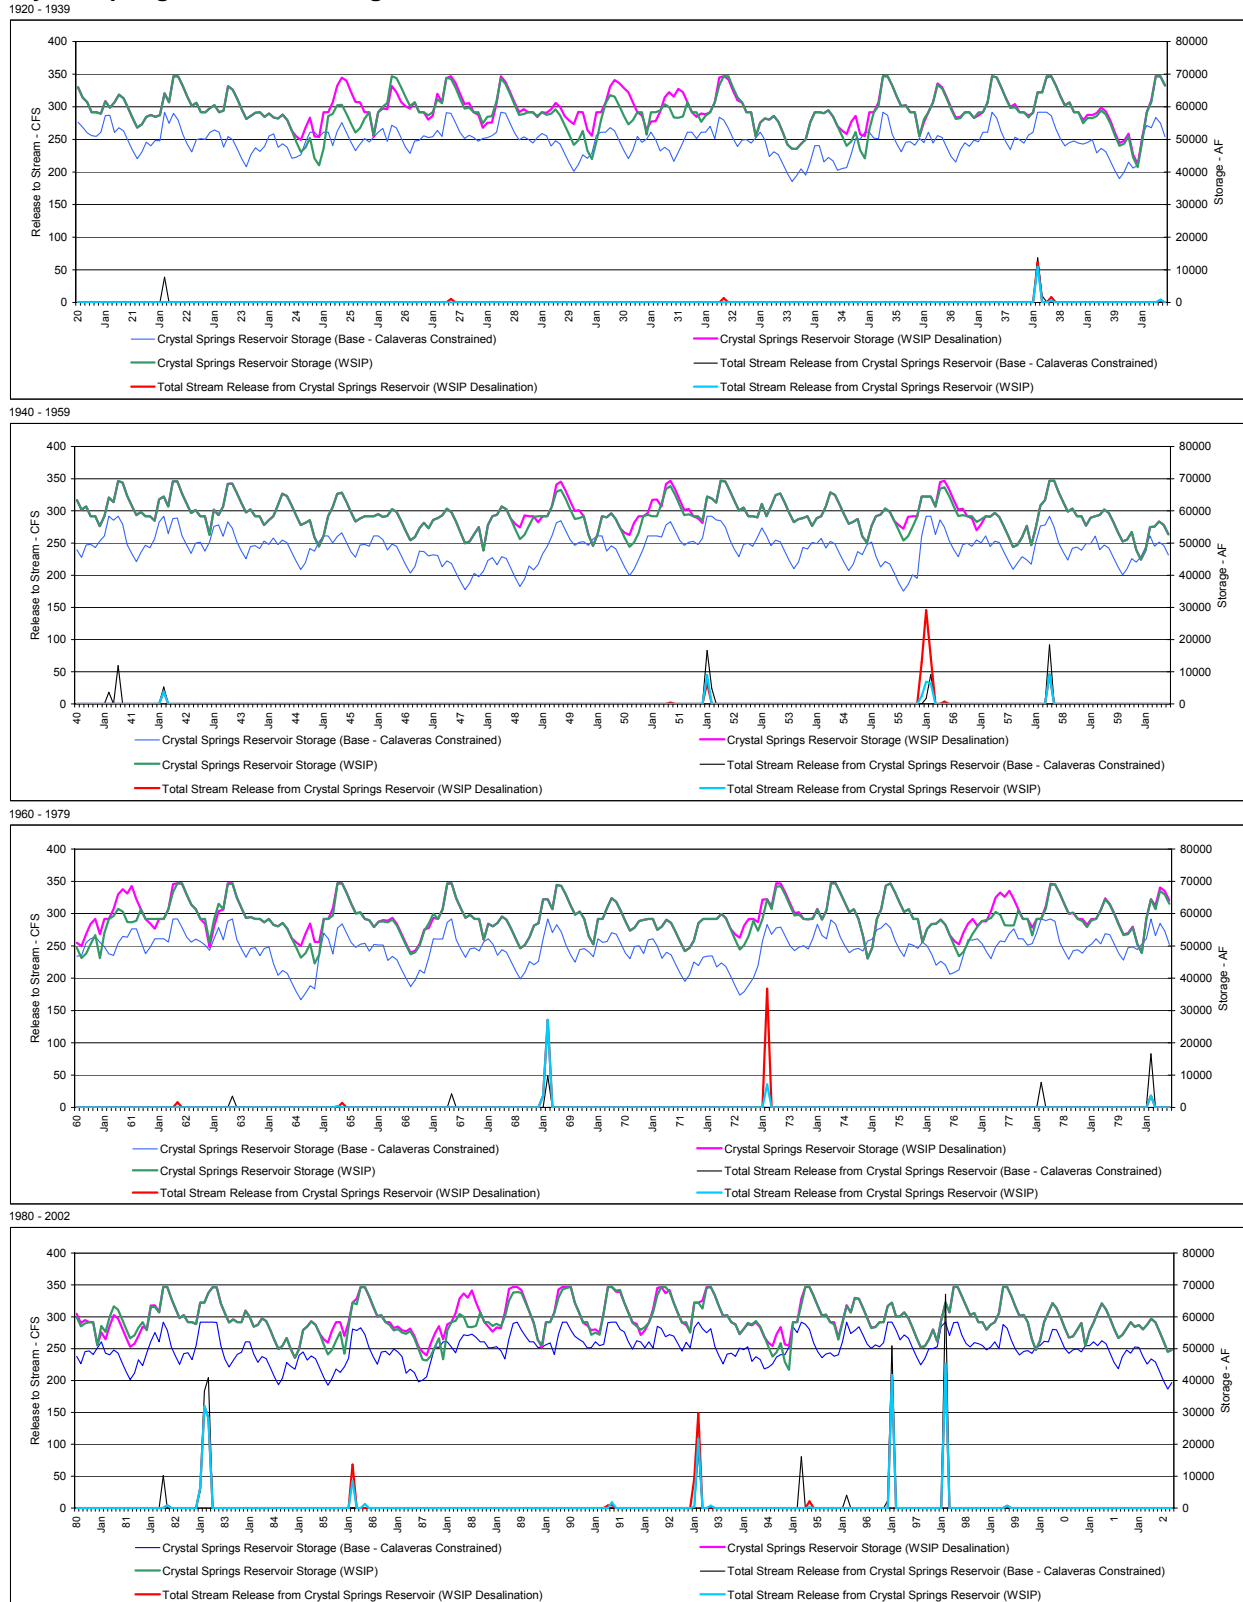 1920 - 1939
400
350
300
250
200
150
100
50
0
80000
70000
60000
50000
40000
30000
20000
10000
0
Release to Stream - CFS
Storage - AF
20 Jan 21 Jan 22 Jan 23 Jan 24 Jan 25 Jan 26 Jan 27 Jan 28 Jan 29 Jan 30 Jan 31 Jan 32 Jan 33 Jan 34 Jan 35 Jan 36 Jan 37 Jan 38 Jan 39 Jan
Crystal Springs Reservoir Storage (Base - Calaveras Constrained) Crystal Springs Reservoir Storage (WSIP Desalination)
Crystal Springs Reservoir Storage (WSIP) Total Stream Release from Crystal Springs Reservoir (Base - Calaveras Constrained)
Total Stream Release from Crystal Springs Reservoir (WSIP Desalination) Total Stream Release from Crystal Springs Reservoir (WSIP)
1940 - 1959
400
350
300
250
200
150
100
50
0
80000
70000
60000
50000
40000
30000
20000
10000
0
Release to Stream - CFS
Storage - AF
40 Jan 41 Jan 42 Jan 43 Jan 44 Jan 45 Jan 46 Jan 47 Jan 48 Jan 49 Jan 50 Jan 51 Jan 52 Jan 53 Jan 54 Jan 55 Jan 56 Jan 57 Jan 58 Jan 59 Jan
Crystal Springs Reservoir Storage (Base - Calaveras Constrained) Crystal Springs Reservoir Storage (WSIP Desalination)
Crystal Springs Reservoir Storage (WSIP) Total Stream Release from Crystal Springs Reservoir (Base - Calaveras Constrained)
Total Stream Release from Crystal Springs Reservoir (WSIP Desalination) Total Stream Release from Crystal Springs Reservoir (WSIP)
1960 - 1979
400
350
300
250
200
150
100
50
0
80000
70000
60000
50000
40000
30000
20000
10000
0
Release to Stream - CFS
Storage - AF
60 Jan 61 Jan 62 Jan 63 Jan 64 Jan 65 Jan 66 Jan 67 Jan 68 Jan 69 Jan 70 Jan 71 Jan 72 Jan 73 Jan 74 Jan 75 Jan 76 Jan 77 Jan 78 Jan 79 Jan
Crystal Springs Reservoir Storage (Base - Calaveras Constrained) Crystal Springs Reservoir Storage (WSIP Desalination)
Crystal Springs Reservoir Storage (WSIP) Total Stream Release from Crystal Springs Reservoir (Base - Calaveras Constrained)
Total Stream Release from Crystal Springs Reservoir (WSIP Desalination) Total Stream Release from Crystal Springs Reservoir (WSIP)
1980 - 2002
400
350
300
250
200
150
100
50
0
80000
70000
60000
50000
40000
30000
20000
10000
0
Release to Stream - CFS
Storage - AF
80 Jan 81 Jan 82 Jan 83 Jan 84 Jan 85 Jan 86 Jan 87 Jan 88 Jan 89 Jan 90 Jan 91 Jan 92 Jan 93 Jan 94 Jan 95 Jan 96 Jan 97 Jan 98 Jan 99 Jan 0 Jan 1 Jan 2
Crystal Springs Reservoir Storage (Base - Calaveras Constrained) Crystal Springs Reservoir Storage (WSIP Desalination)
Crystal Springs Reservoir Storage (WSIP) Total Stream Release from Crystal Springs Reservoir (Base - Calaveras Constrained)
Total Stream Release from Crystal Springs Reservoir (WSIP Desalination) Total Stream Release from Crystal Springs Reservoir (WSIP)